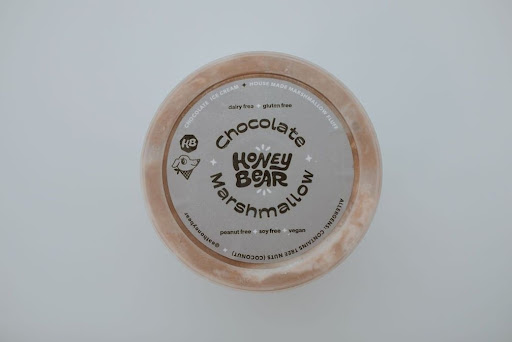 CHOCOLATE ICE CREAM + HOUSE MADE MARSHMALLOW FLUFF
dairy free + gluten free
Chocolate
HB
HONEY
BEAR
Marshmallow
peanut free + soy free + vegan
@eathoneybear
ALLERGENS: CONTAINS TREE NUTS (COCONUT)